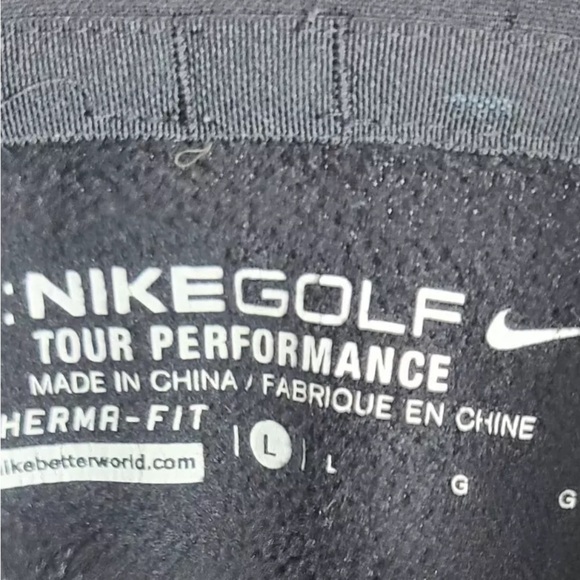 : NIKEGOLF
TOUR PERFORMANCE
MADE IN CHINA / FABRIQUE EN CHINE
HERMA-FIT
ikebetterworld.com
| L | L G G